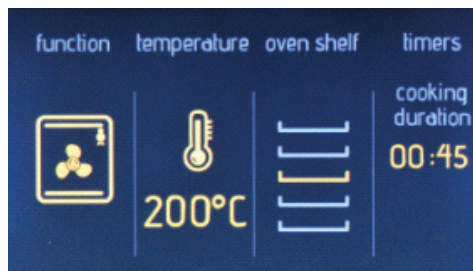 function temperature oven shelf timers
cooking
duration
00:45
200°C